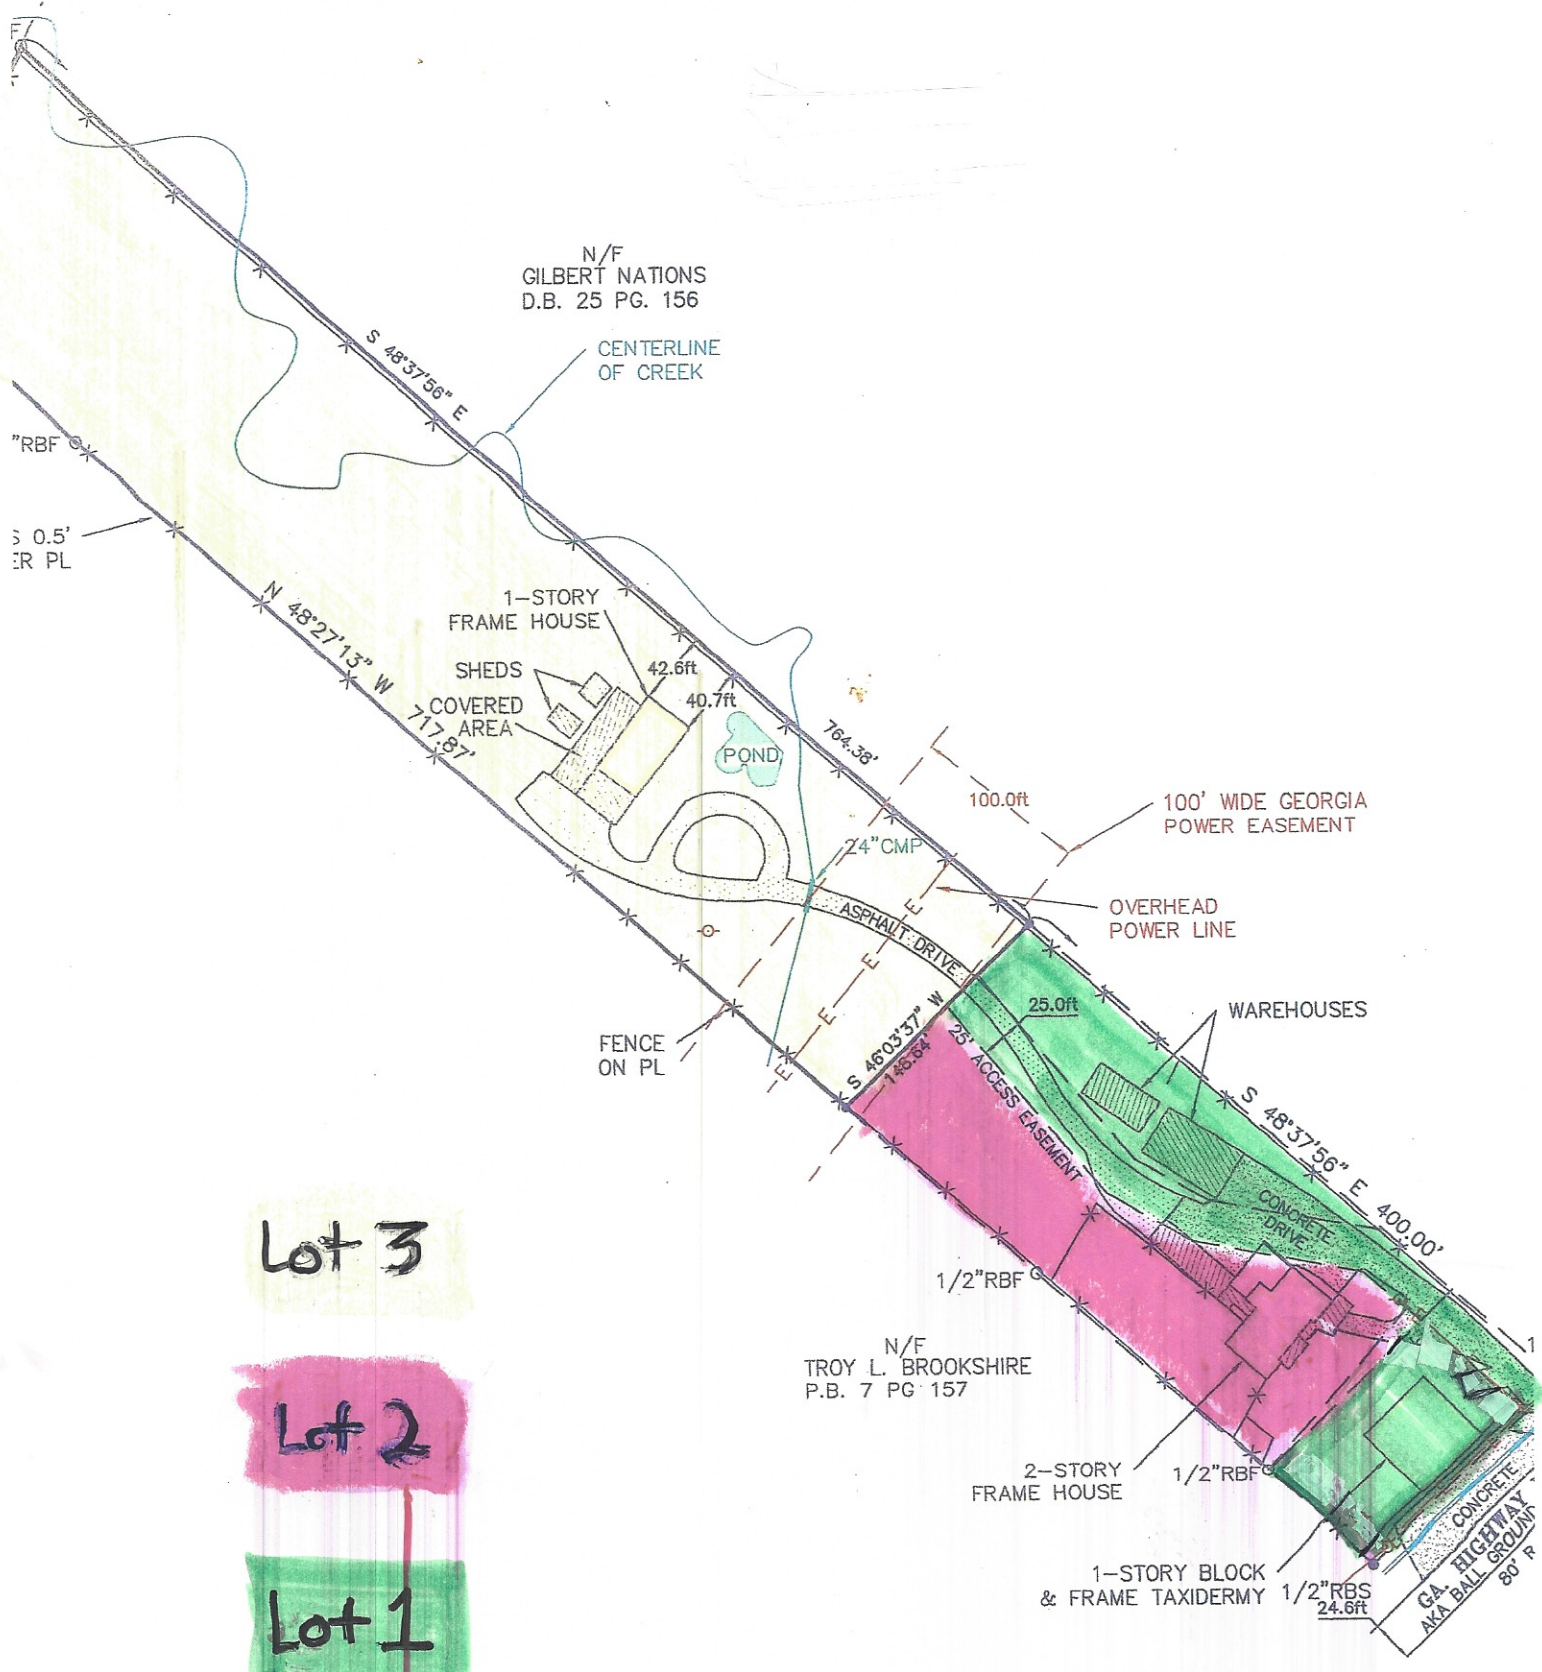 F/
N/F
GILBERT NATIONS
D.B. 25 PG. 156
CENTERLINE
OF CREEK
S 48°37'56" E
"RBF
S 0.5'
ER PL
N 48°27'13" W
717.87'
1-STORY
FRAME HOUSE
SHEDS
COVERED
AREA
42.6ft
40.7ft
POND
764.38'
100.0ft
100' WIDE GEORGIA
POWER EASEMENT
24"CMP
OVERHEAD
POWER LINE
E
E
E
E
E
ASPHALT DRIVE
FENCE
ON PL
S 46°03'37" W
148.64'
25.0ft
25' ACCESS EASEMENT
WAREHOUSES
S 48°37'56" E 400.00'
CONCRETE
DRIVE
1/2"RBF
N/F
TROY L. BROOKSHIRE
P.B. 7 PG 157
1
2-STORY
FRAME HOUSE
1/2"RBF
1-STORY BLOCK
& FRAME TAXIDERMY
1/2"RBS
24.6ft
CONCRETE
GA. HIGHWAY
AKA BALL GROUND
80' R
Lot 3
Lot 2
Lot 1